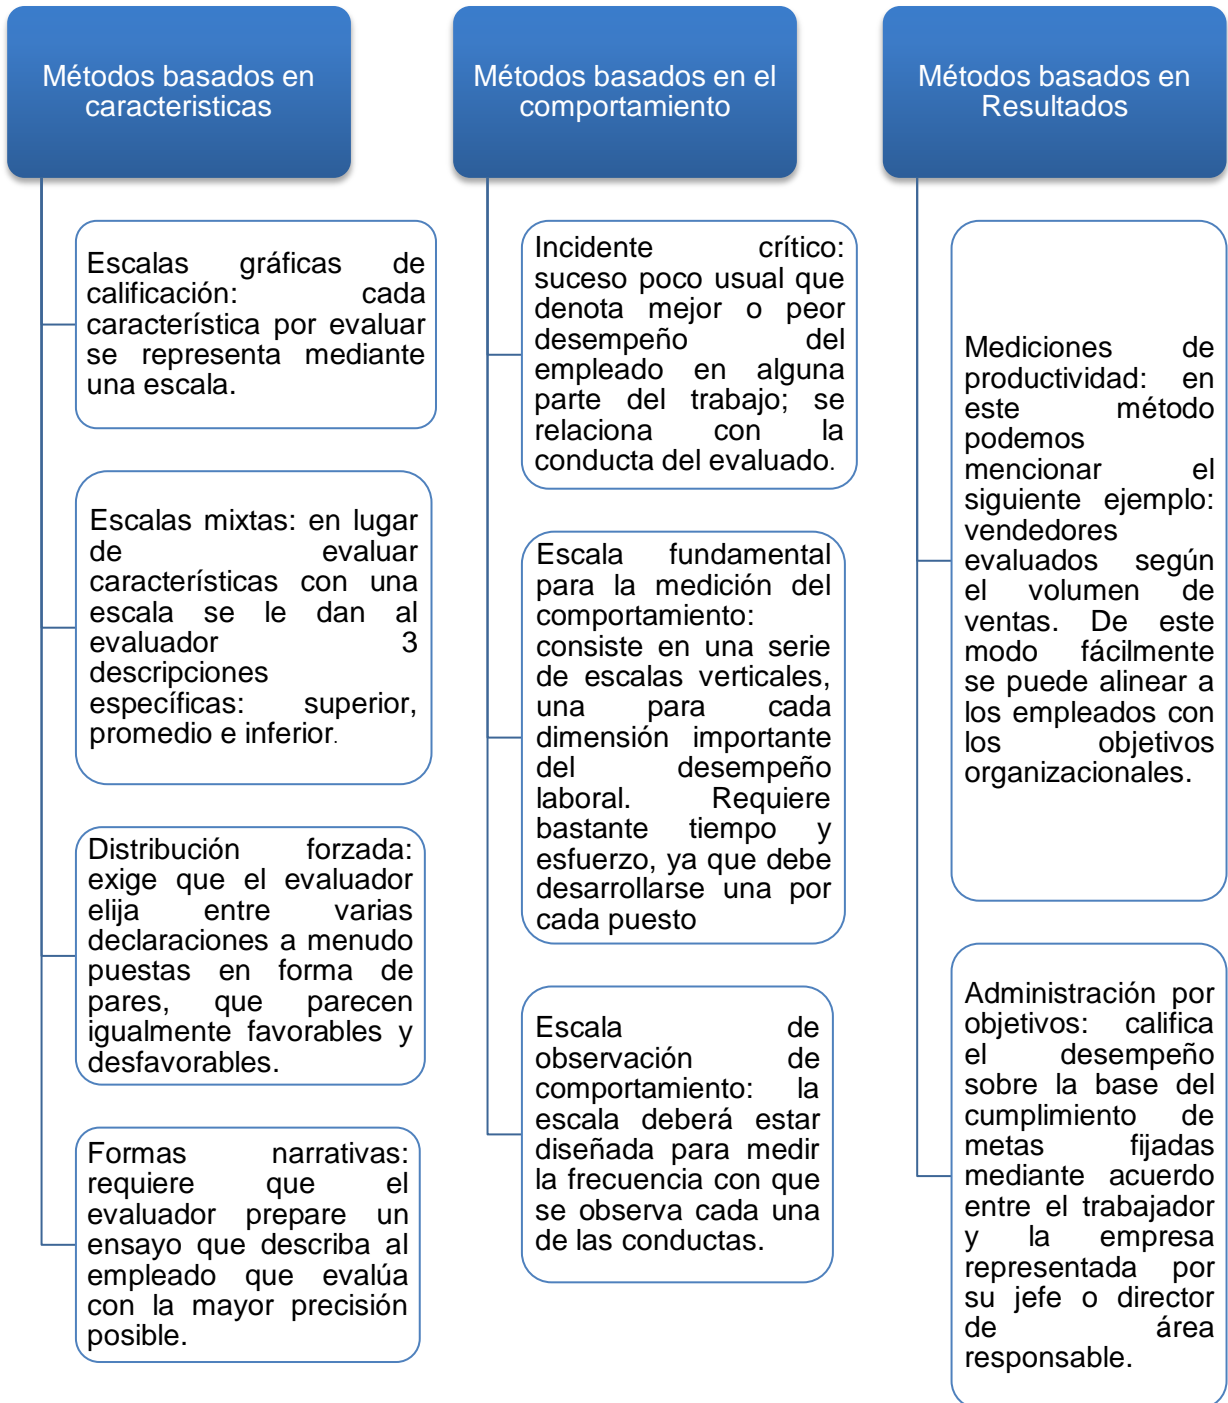 Métodos basados en
caracteristicas
Escalas gráficas de
calificación: cada
característica por evaluar
se representa mediante
una escala.
Escalas mixtas: en lugar
de evaluar
características con una
escala se le dan al
evaluador 3
descripciones
específicas: superior,
promedio e inferior.
Distribución forzada:
exige que el evaluador
elija entre varias
declaraciones a menudo
puestas en forma de
pares, que parecen
igualmente favorables y
desfavorables.
Formas narrativas:
requiere que el
evaluador prepare un
ensayo que describa al
empleado que evalúa
con la mayor precisión
posible.
Métodos basados en el
comportamiento
Incidente crítico:
suceso poco usual que
denota mejor o peor
desempeño del
empleado en alguna
parte del trabajo; se
relaciona con la
conducta del evaluado.
Escala fundamental
para la medición del
comportamiento:
consiste en una serie
de escalas verticales,
una para cada
dimensión importante
del desempeño
laboral. Requiere
bastante tiempo y
esfuerzo, ya que debe
desarrollarse una por
cada puesto
Escala de
observación de
comportamiento: la
escala deberá estar
diseñada para medir
la frecuencia con que
se observa cada una
de las conductas.
Métodos basados en
Resultados
Mediciones de
productividad: en
este método
podemos
mencionar el
siguiente ejemplo:
vendedores
evaluados según
el volumen de
ventas. De este
modo fácilmente
se puede alinear a
los empleados con
los objetivos
organizacionales.
Administración por
objetivos: califica
el desempeño
sobre la base del
cumplimiento de
metas fijadas
mediante acuerdo
entre el trabajador
y la empresa
representada por
su jefe o director
de área
responsable.